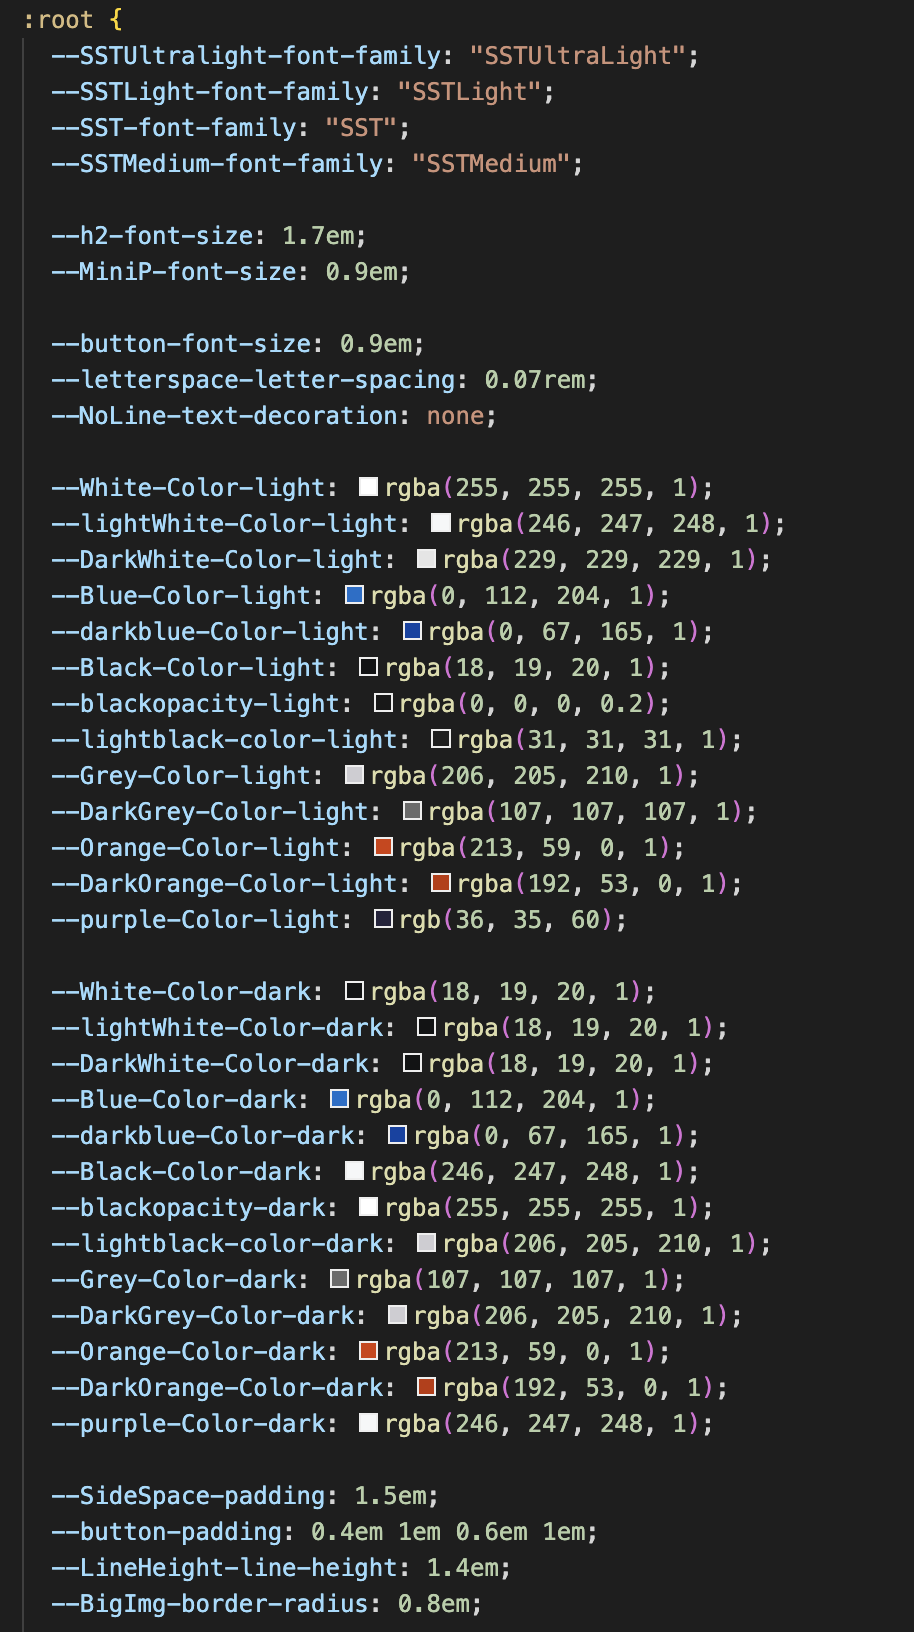 :root {
--SSTUltralight-font-family: "SSTUltraLight";
--SSTLight-font-family: "SSTLight";
--SST-font-family: "SST";
--SSTMedium-font-family: "SSTMedium";
--h2-font-size: 1.7em;
--MiniP-font-size: 0.9em;
--button-font-size: 0.9em;
--letterspace-letter-spacing: 0.07rem;
--NoLine-text-decoration: none;
--White-Color-light: rgba(255, 255, 255, 1);
--lightWhite-Color-light: rgba(246, 247, 248, 1);
--DarkWhite-Color-light: rgba(229, 229, 229, 1);
--Blue-Color-light: rgba(0, 112, 204, 1);
--darkblue-Color-light: rgba(0, 67, 165, 1);
--Black-Color-light: rgba(18, 19, 20, 1);
--blackopacity-light: rgba(0, 0, 0, 0.2);
--lightblack-color-light: rgba(31, 31, 31, 1);
--Grey-Color-light: rgba(206, 205, 210, 1);
--DarkGrey-Color-light: rgba(107, 107, 107, 1);
--Orange-Color-light: rgba(213, 59, 0, 1);
--DarkOrange-Color-light: rgba(192, 53, 0, 1);
--purple-Color-light: rgb(36, 35, 60);
--White-Color-dark: rgba(18, 19, 20, 1);
--lightWhite-Color-dark: rgba(18, 19, 20, 1);
--DarkWhite-Color-dark: rgba(18, 19, 20, 1);
--Blue-Color-dark: rgba(0, 112, 204, 1);
--darkblue-Color-dark: rgba(0, 67, 165, 1);
--Black-Color-dark: rgba(246, 247, 248, 1);
--blackopacity-dark: rgba(255, 255, 255, 1);
--lightblack-color-dark: rgba(206, 205, 210, 1);
--Grey-Color-dark: rgba(107, 107, 107, 1);
--DarkGrey-Color-dark: rgba(206, 205, 210, 1);
--Orange-Color-dark: rgba(213, 59, 0, 1);
--DarkOrange-Color-dark: rgba(192, 53, 0, 1);
--purple-Color-dark: rgba(246, 247, 248, 1);
--SideSpace-padding: 1.5em;
--button-padding: 0.4em 1em 0.6em 1em;
--LineHeight-line-height: 1.4em;
--BigImg-border-radius: 0.8em;